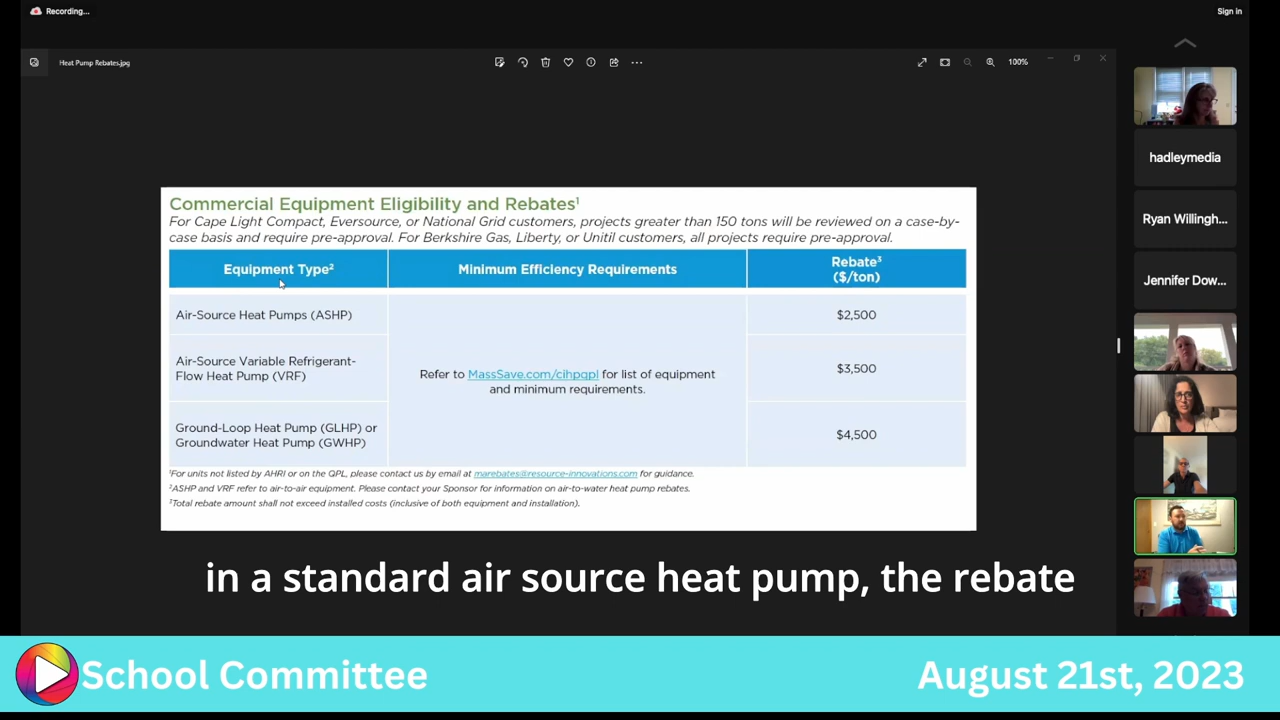 Recording...
Sign in
Heat Pump Rebates.jpg
100%
Commercial Equipment Eligibility and Rebates¹
For Cape Light Compact, Eversource, or National Grid customers, projects greater than 150 tons will be reviewed on a case-by-
case basis and require pre-approval. For Berkshire Gas, Liberty, or Unitil customers, all projects require pre-approval.
Equipment Type²
Minimum Efficiency Requirements
Rebate³
($/ton)
Air-Source Heat Pumps (ASHP)
$2,500
Air-Source Variable Refrigerant-
Flow Heat Pump (VRF)
Refer to MassSave.com/cihpqpl for list of equipment
and minimum requirements.
$3,500
Ground-Loop Heat Pump (GLHP) or
Groundwater Heat Pump (GWHP)
$4,500
¹For units not listed by AHRI or on the QPL, please contact us by email at marebates@resource-innovations.com for guidance.
²ASHP and VRF refer to air-to-air equipment. Please contact your Sponsor for information on air-to-water heat pump rebates.
³Total rebate amount shall not exceed installed costs (inclusive of both equipment and installation).
hadleymedia
Ryan Willingh...
Jennifer Dow...
in a standard air source heat pump, the rebate
School Committee
August 21st, 2023